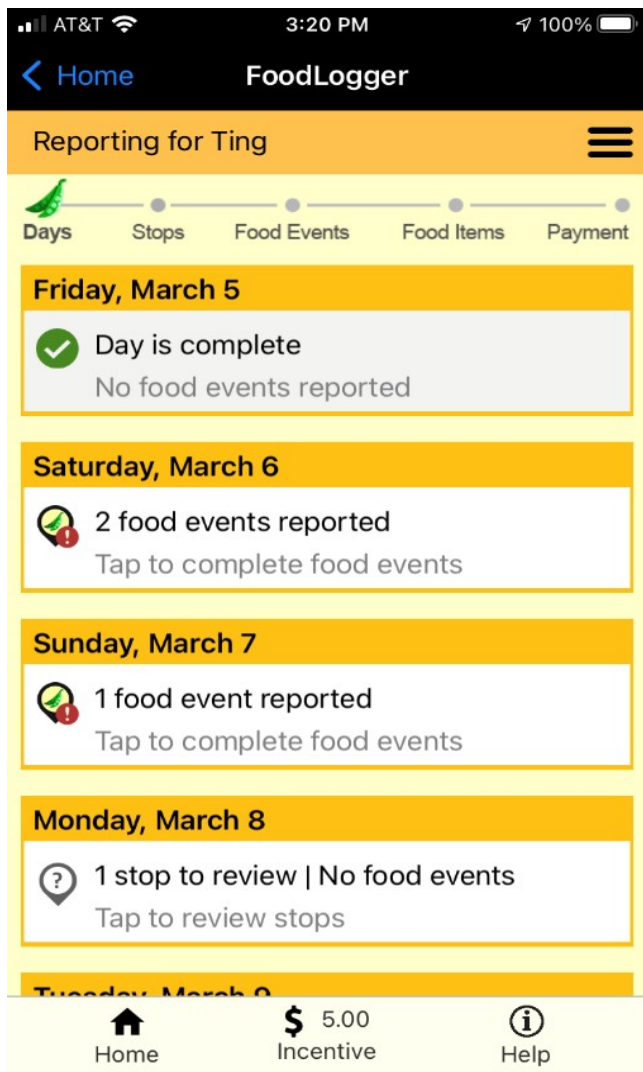 AT&T 3:20 PM 100%
Home FoodLogger
Reporting for Ting
Days Stops Food Events Food Items Payment
Friday, March 5
Day is complete
No food events reported
Saturday, March 6
2 food events reported
Tap to complete food events
Sunday, March 7
1 food event reported
Tap to complete food events
Monday, March 8
1 stop to review | No food events
Tap to review stops
Tuesday, March 9
$ 5.00
Home Incentive Help